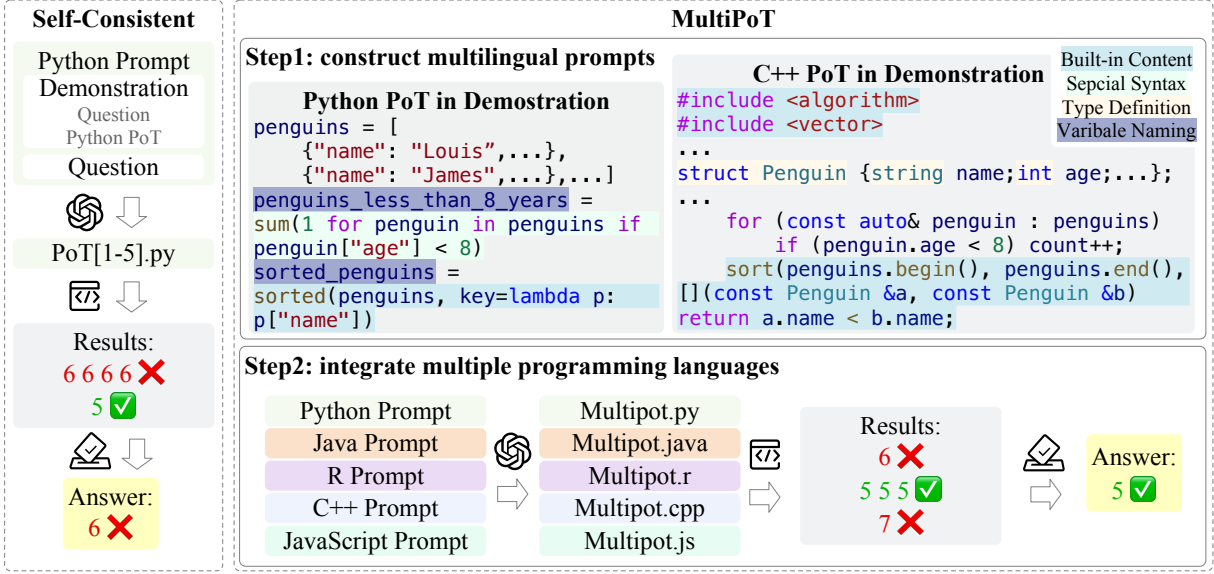 Self-Consistent
Python Prompt
Demonstration
Question
Python PoT
Question
PoT[1-5].py
Results:
6 6 6 6
5
Answer:
6
MultiPoT
Step1: construct multilingual prompts
Python PoT in Demostration
penguins = [
{"name": "Louis”,...},
{"name": "James",...},...]
penguins_less_than_8_years =
sum(1 for penguin in penguins if
penguin["age"] < 8)
sorted_penguins =
sorted(penguins, key=lambda p:
p["name"])
C++ PoT in Demonstration
#include <algorithm>
#include <vector>
...
struct Penguin {string name;int age;...};
...
for (const auto& penguin : penguins)
if (penguin.age < 8) count++;
sort(penguins.begin(), penguins.end(),
[](const Penguin &a, const Penguin &b)
return a.name < b.name;
Built-in Content
Sepcial Syntax
Type Definition
Varibale Naming
Step2: integrate multiple programming languages
Python Prompt
Java Prompt
R Prompt
C++ Prompt
JavaScript Prompt
Multipot.py
Multipot.java
Multipot.r
Multipot.cpp
Multipot.js
Results:
6
5 5 5
7
Answer:
5